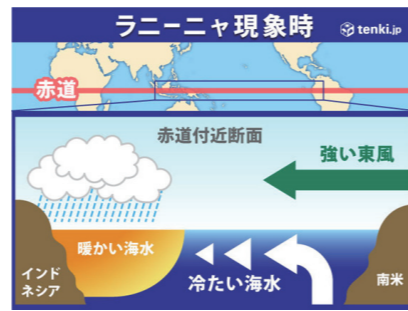 ラニーニャ現象時
tenki.jp
赤道
赤道付近断面
強い東風
暖かい海水
インド
ネシア
冷たい海水
南米